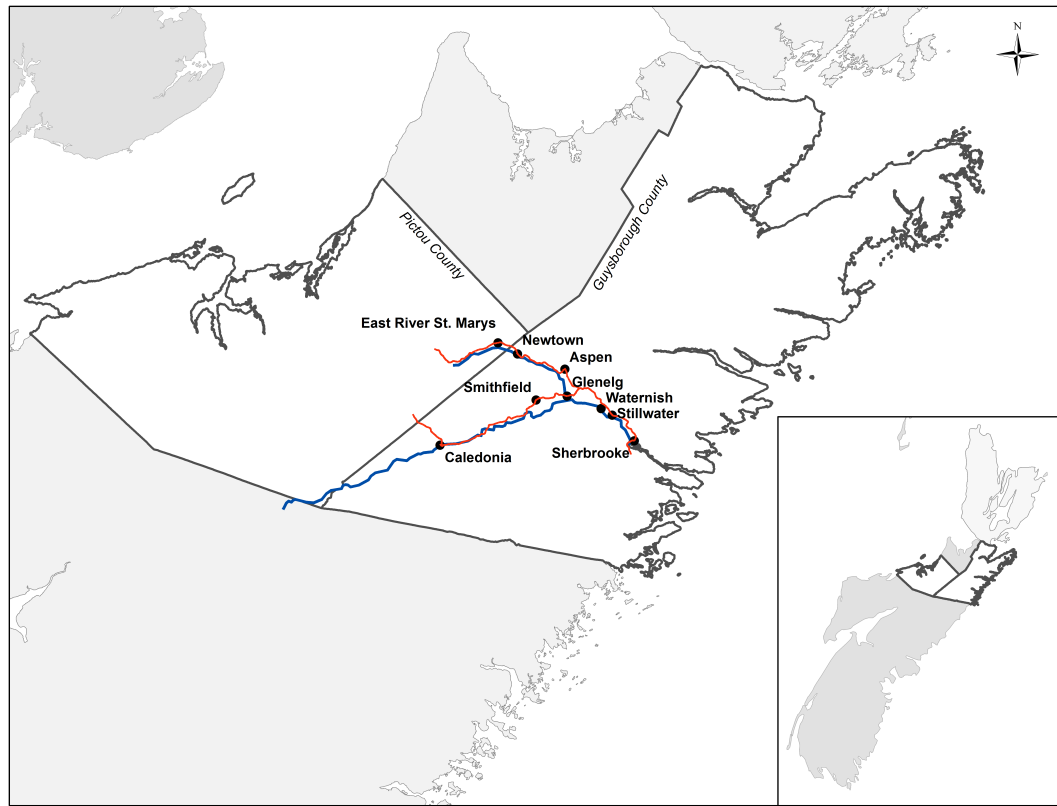 N
Pictou County
Guysborough County
East River St. Marys
Newtown
Aspen
Glenelg
Smithfield
Waternish
Stillwater
Sherbrooke
Caledonia